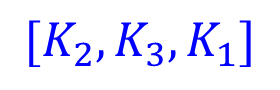 [K₂, K₃, K₁]